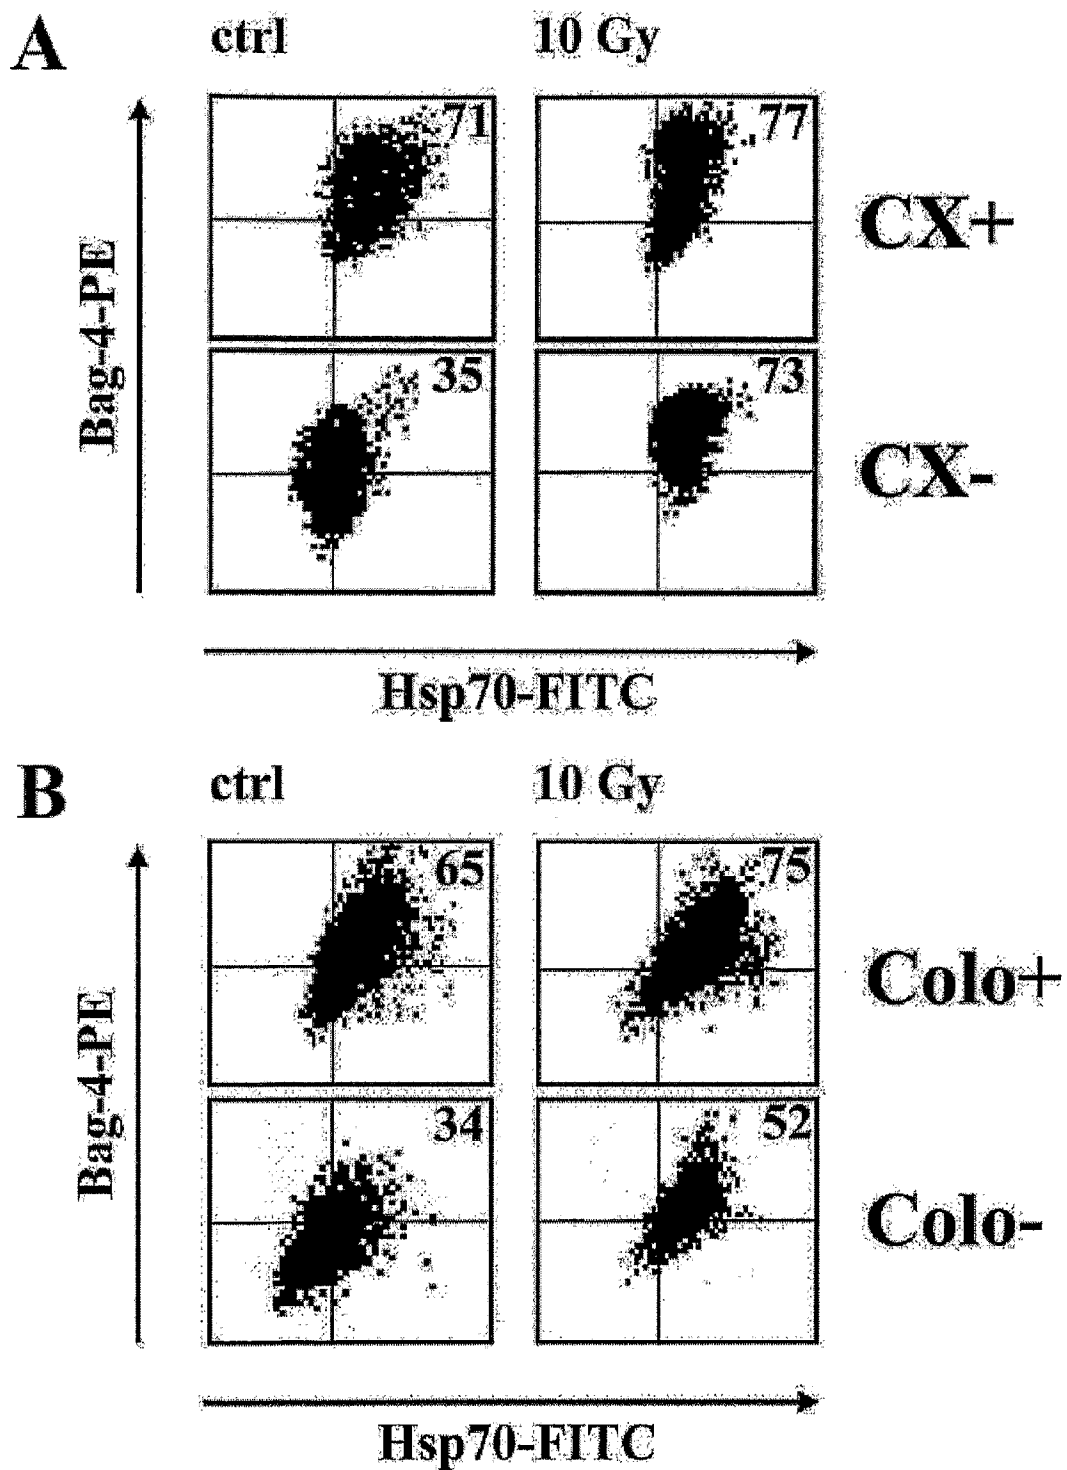 A
ctrl 10 Gy
71 77
CX+
Bag-4-PE
35 73
CX-
Hsp70-FITC
B
ctrl 10 Gy
65 75
Colo+
Bag-4-PE
34 52
Colo-
Hsp70-FITC